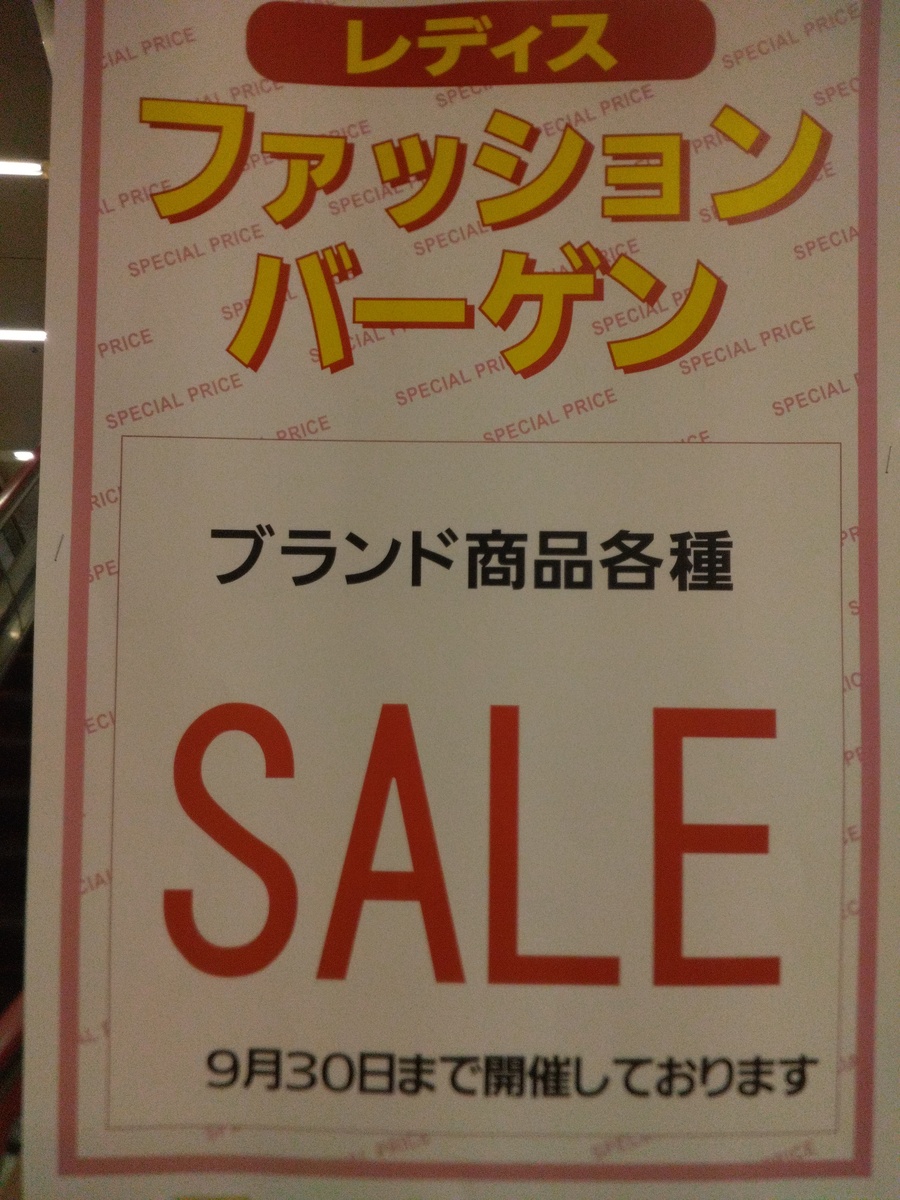 レディス
ファッション
バーゲン
ブランド商品各種
SALE
9月30日まで開催しております
SPECIAL PRICE